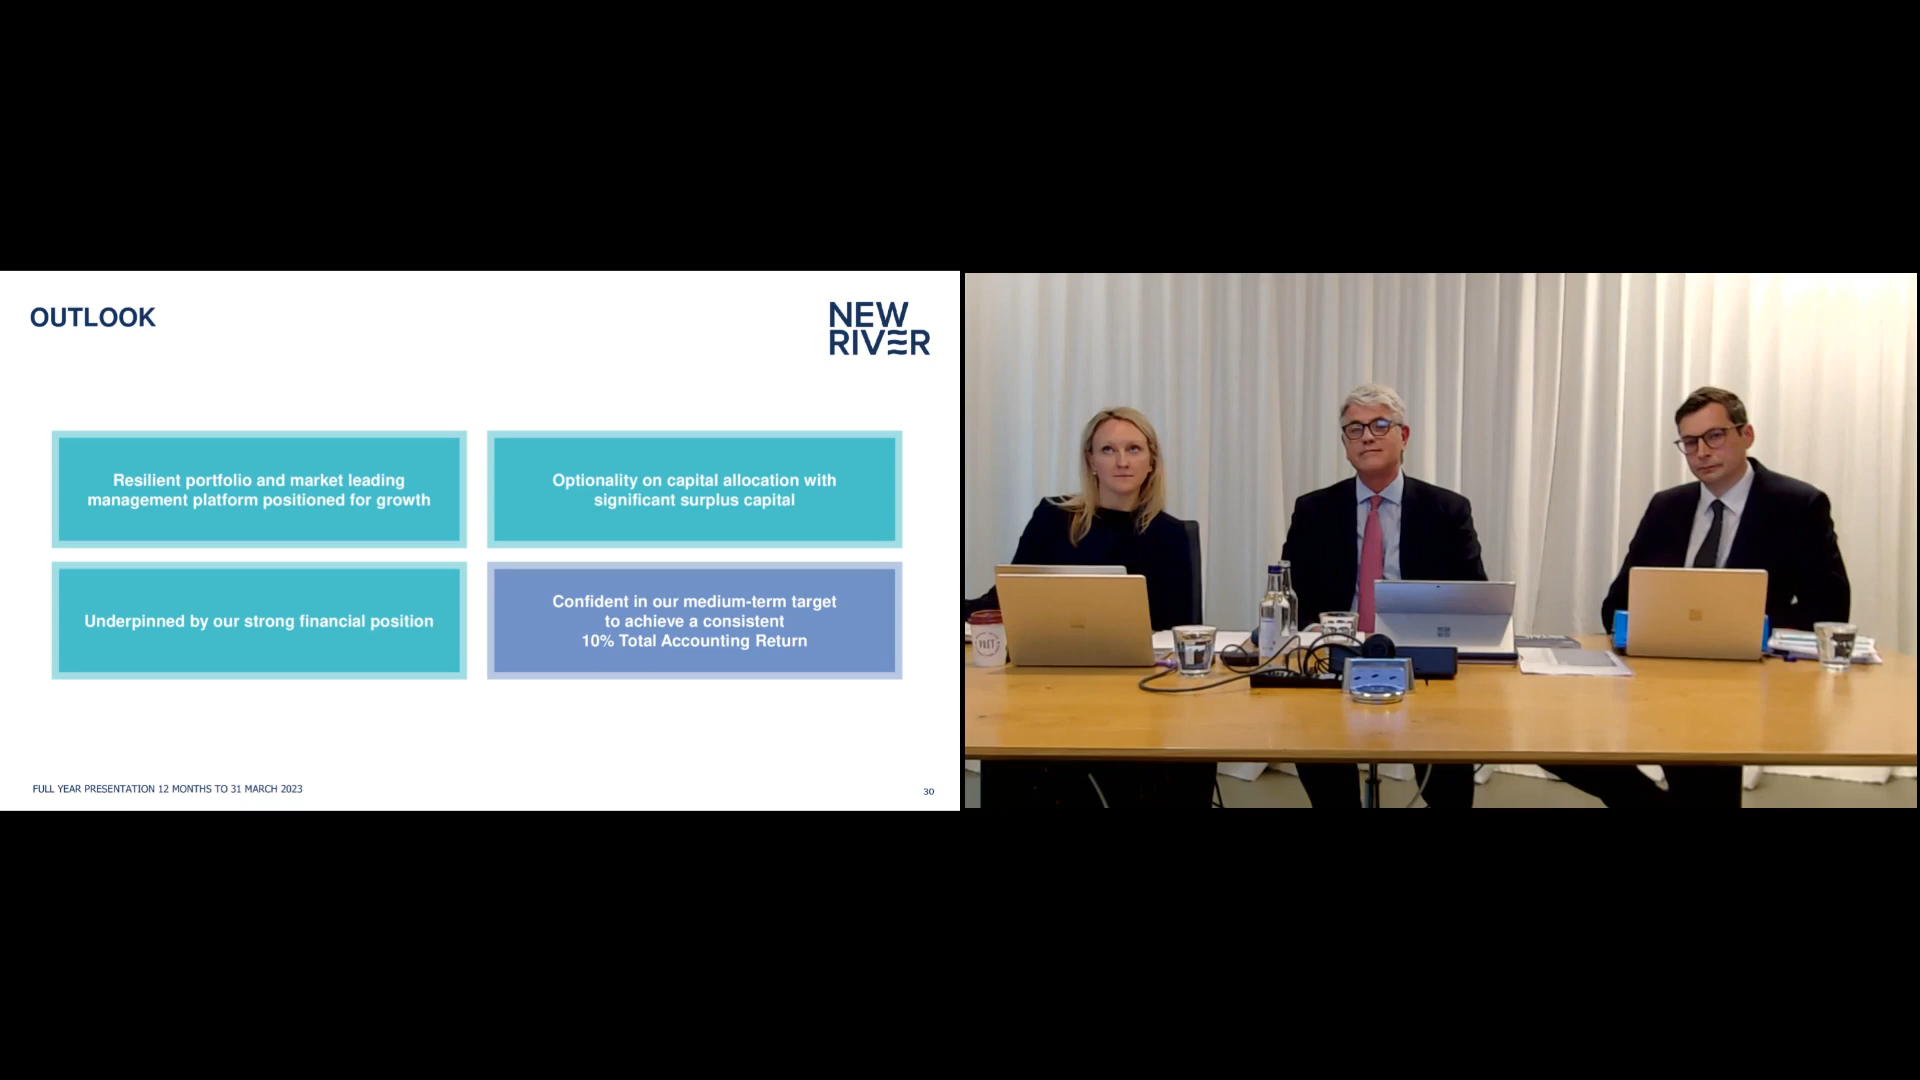 OUTLOOK
NEW
RIVER
Resilient portfolio and market leading
management platform positioned for growth
Optionality on capital allocation with
significant surplus capital
Underpinned by our strong financial position
Confident in our medium-term target
to achieve a consistent
10% Total Accounting Return
FULL YEAR PRESENTATION 12 MONTHS TO 31 MARCH 2023
30
PRET